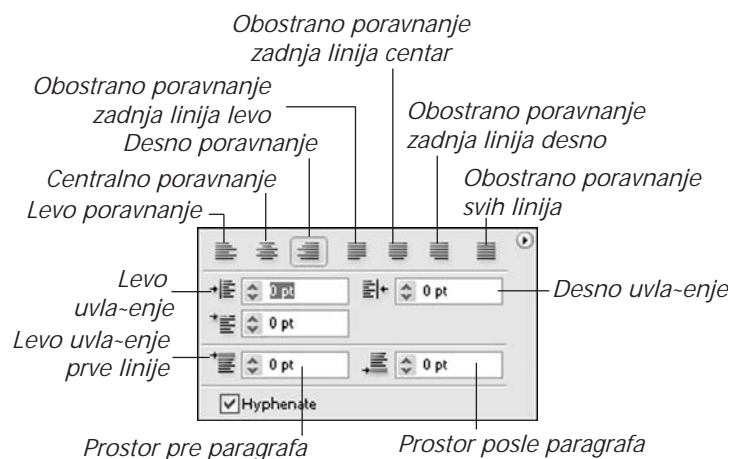 Obostrano poravnanje
zadnja linija centar
Obostrano poravnanje
zadnja linija levo
Desno poravnanje
Obostrano poravnanje
zadnja linija desno
Centralno poravnanje
Levo poravnanje
Obostrano poravnanje
svih linija
Levo
uvla~enje
0 pt
0 pt
Desno uvla~enje
Levo uvla~enje
prve linije
0 pt
0 pt
0 pt
Hyphenate
Prostor pre paragrafa
Prostor posle paragrafa